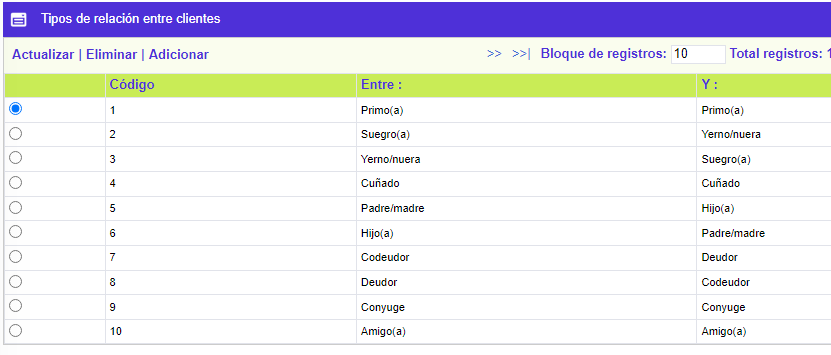 Tipos de relación entre clientes
Actualizar | Eliminar | Adicionar >> >>| Bloque de registros: 10 Total registros: 1
Código Entre : Y :
1 Primo(a) Primo(a)
2 Suegro(a) Yerno/nuera
3 Yerno/nuera Suegro(a)
4 Cuñado Cuñado
5 Padre/madre Hijo(a)
6 Hijo(a) Padre/madre
7 Codeudor Deudor
8 Deudor Codeudor
9 Conyuge Conyuge
10 Amigo(a) Amigo(a)